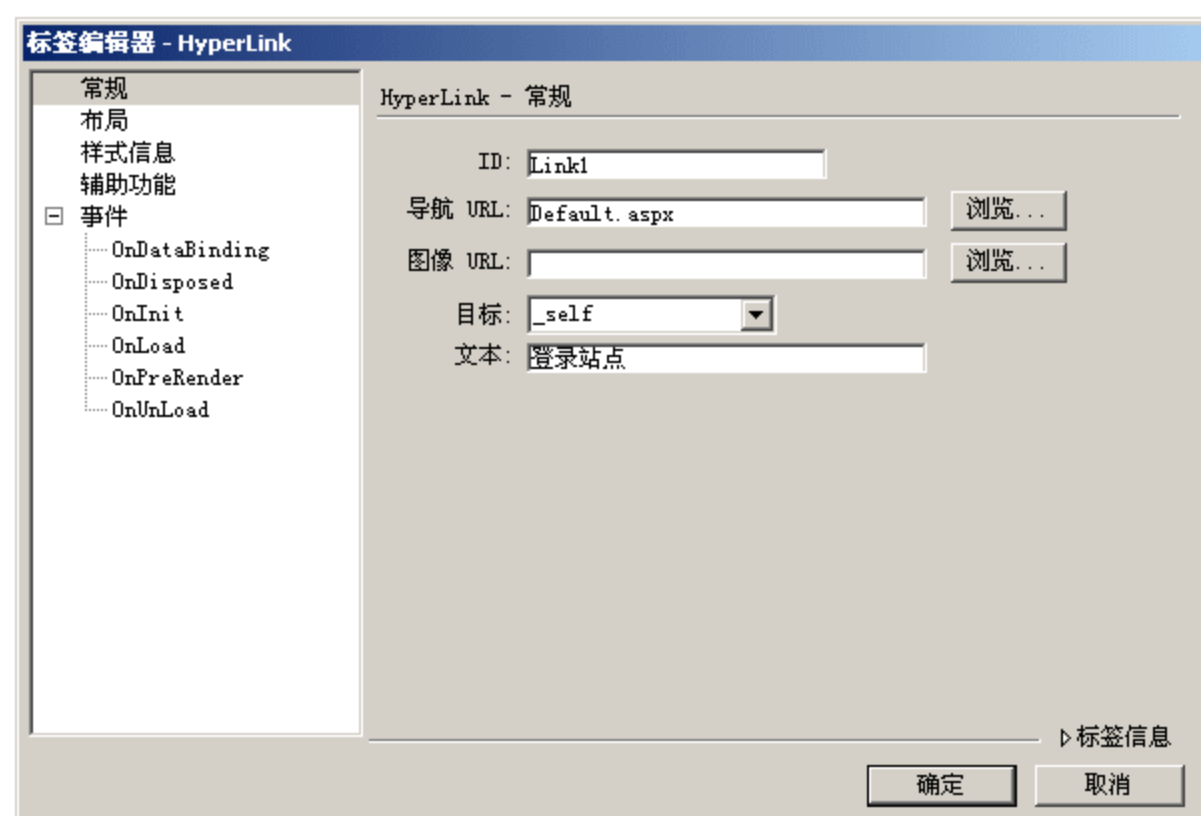 标签编辑器 - HyperLink
常规
布局
样式信息
辅助功能
事件
OnDataBinding
OnDisposed
OnInit
OnLoad
OnPreRender
OnUnLoad
HyperLink - 常规
ID: Link1
导航 URL: Default.aspx 浏览...
图像 URL: 浏览...
目标: _self
文本: 登录站点
标签信息
确定 取消